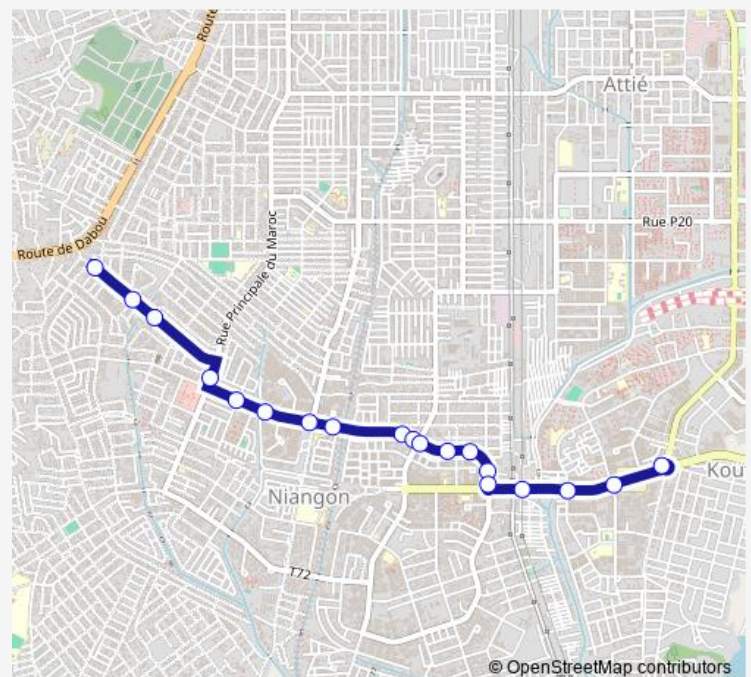 Route
Attié
Rue P20
Route de Dabou
Rue Principale du Maroc
Kou
Niangon
T72
© OpenStreetMap contributors